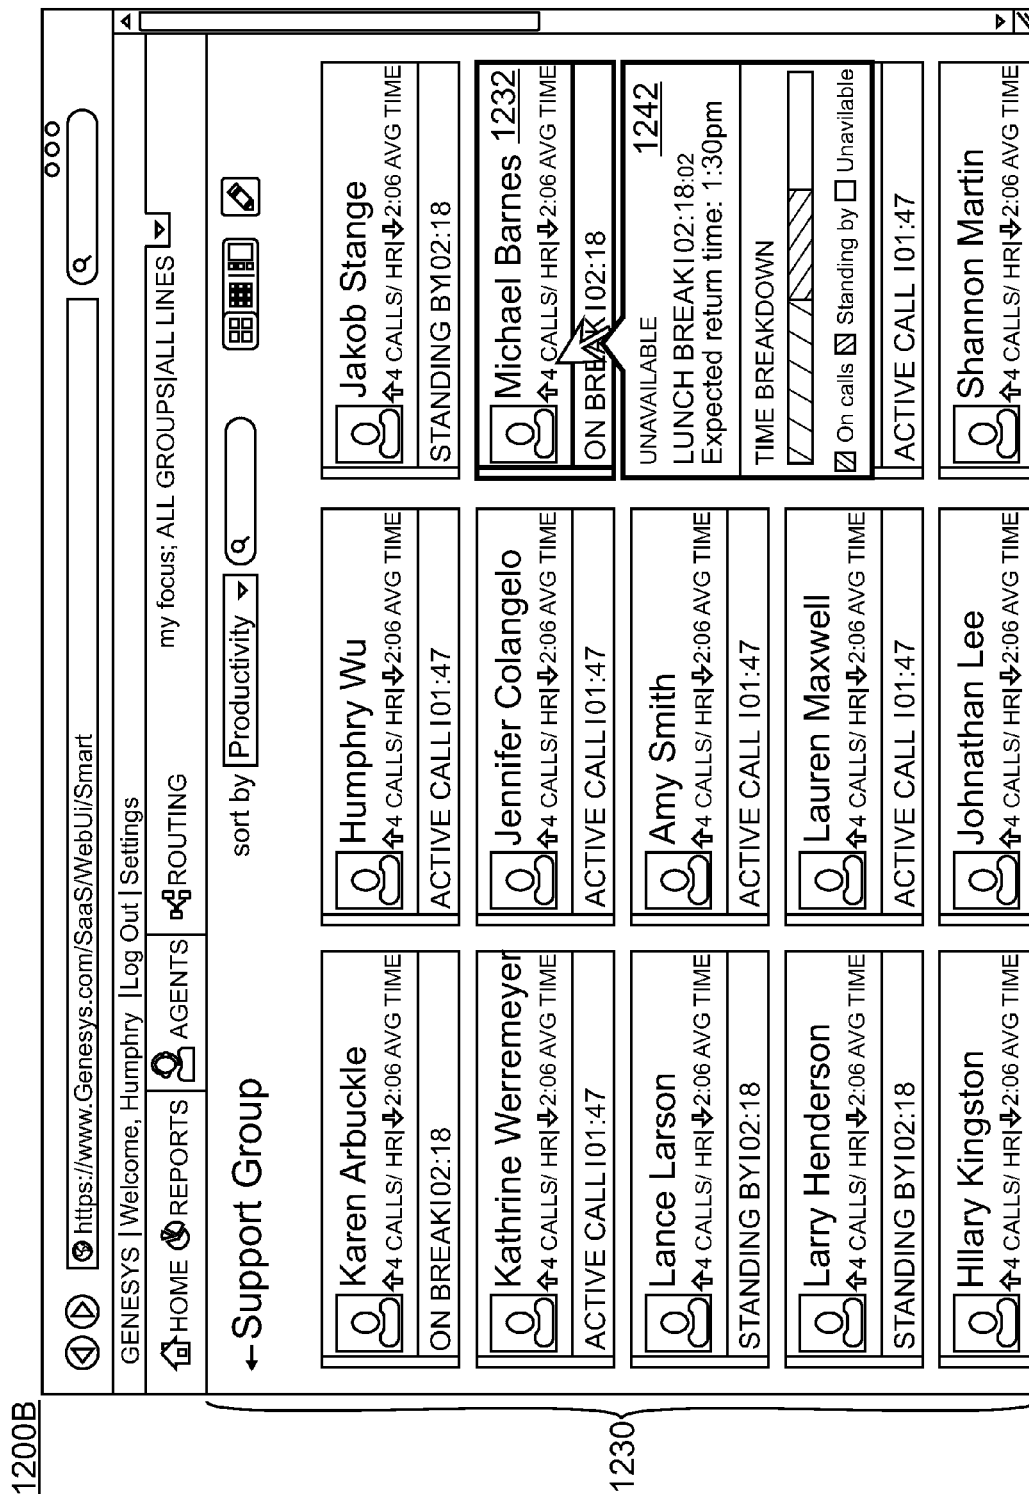 1200B
https://www.Genesys.com/SaaS/WebUi/Smart
GENESYS | Welcome, Humphry | Log Out | Settings
HOME REPORTS AGENTS ROUTING my focus; ALL GROUPS|ALL LINES
←Support Group sort by Productivity
1230
Karen Arbuckle
4 CALLS/ HR|2:06 AVG TIME
ON BREAK|02:18
Humphry Wu
4 CALLS/ HR|2:06 AVG TIME
ACTIVE CALL |01:47
Jakob Stange
4 CALLS/ HR|2:06 AVG TIME
STANDING BY|02:18
Kathrine Werremeyer
4 CALLS/ HR|2:06 AVG TIME
ACTIVE CALL|01:47
Jennifer Colangelo
4 CALLS/ HR|2:06 AVG TIME
ACTIVE CALL |01:47
Michael Barnes 1232
4 CALLS/ HR|2:06 AVG TIME
ON BREAK|02:18
Lance Larson
4 CALLS/ HR|2:06 AVG TIME
STANDING BY|02:18
Amy Smith
4 CALLS/ HR|2:06 AVG TIME
ACTIVE CALL |01:47
UNAVAILABLE 1242
LUNCH BREAK|02:18:02
Expected return time: 1:30pm
TIME BREAKDOWN
On calls Standing by Unavilable
Larry Henderson
4 CALLS/ HR|2:06 AVG TIME
STANDING BY|02:18
Lauren Maxwell
4 CALLS/ HR|2:06 AVG TIME
ACTIVE CALL |01:47
ACTIVE CALL |01:47
HIlary Kingston
4 CALLS/ HR|2:06 AVG TIME
Johnathan Lee
4 CALLS/ HR|2:06 AVG TIME
Shannon Martin
4 CALLS/ HR|2:06 AVG TIME